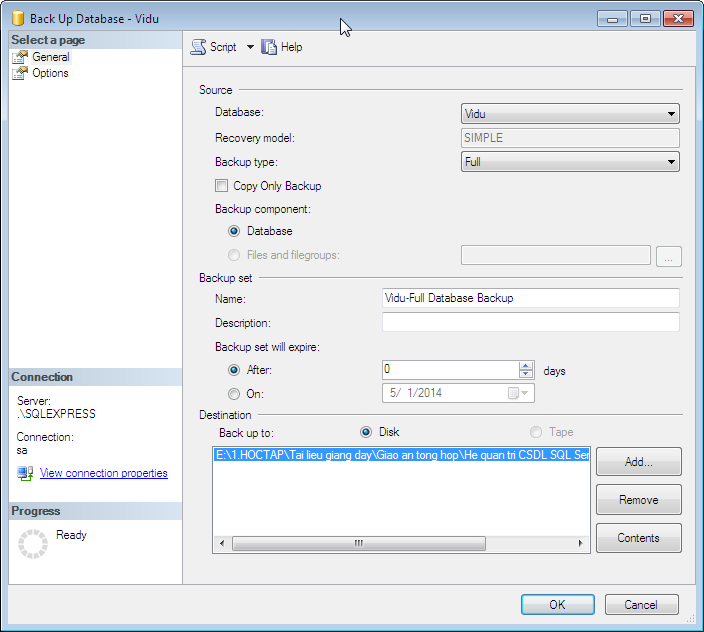 Back Up Database - Vidu
Select a page
General
Options
Script Help
Source
Database: Vidu
Recovery model: SIMPLE
Backup type: Full
Copy Only Backup
Backup component:
Database
Files and filegroups: ...
Backup set
Name: Vidu-Full Database Backup
Description:
Backup set will expire:
After: 0 days
On: 5/ 1/2014
Destination
Back up to: Disk Tape
E:\1.HOCTAP\Tai lieu giang day\Giao an tong hop\He quan tri CSDL SQL Ser
Add...
Remove
Contents
Connection
Server:
.\SQLEXPRESS
Connection:
sa
View connection properties
Progress
Ready
OK Cancel